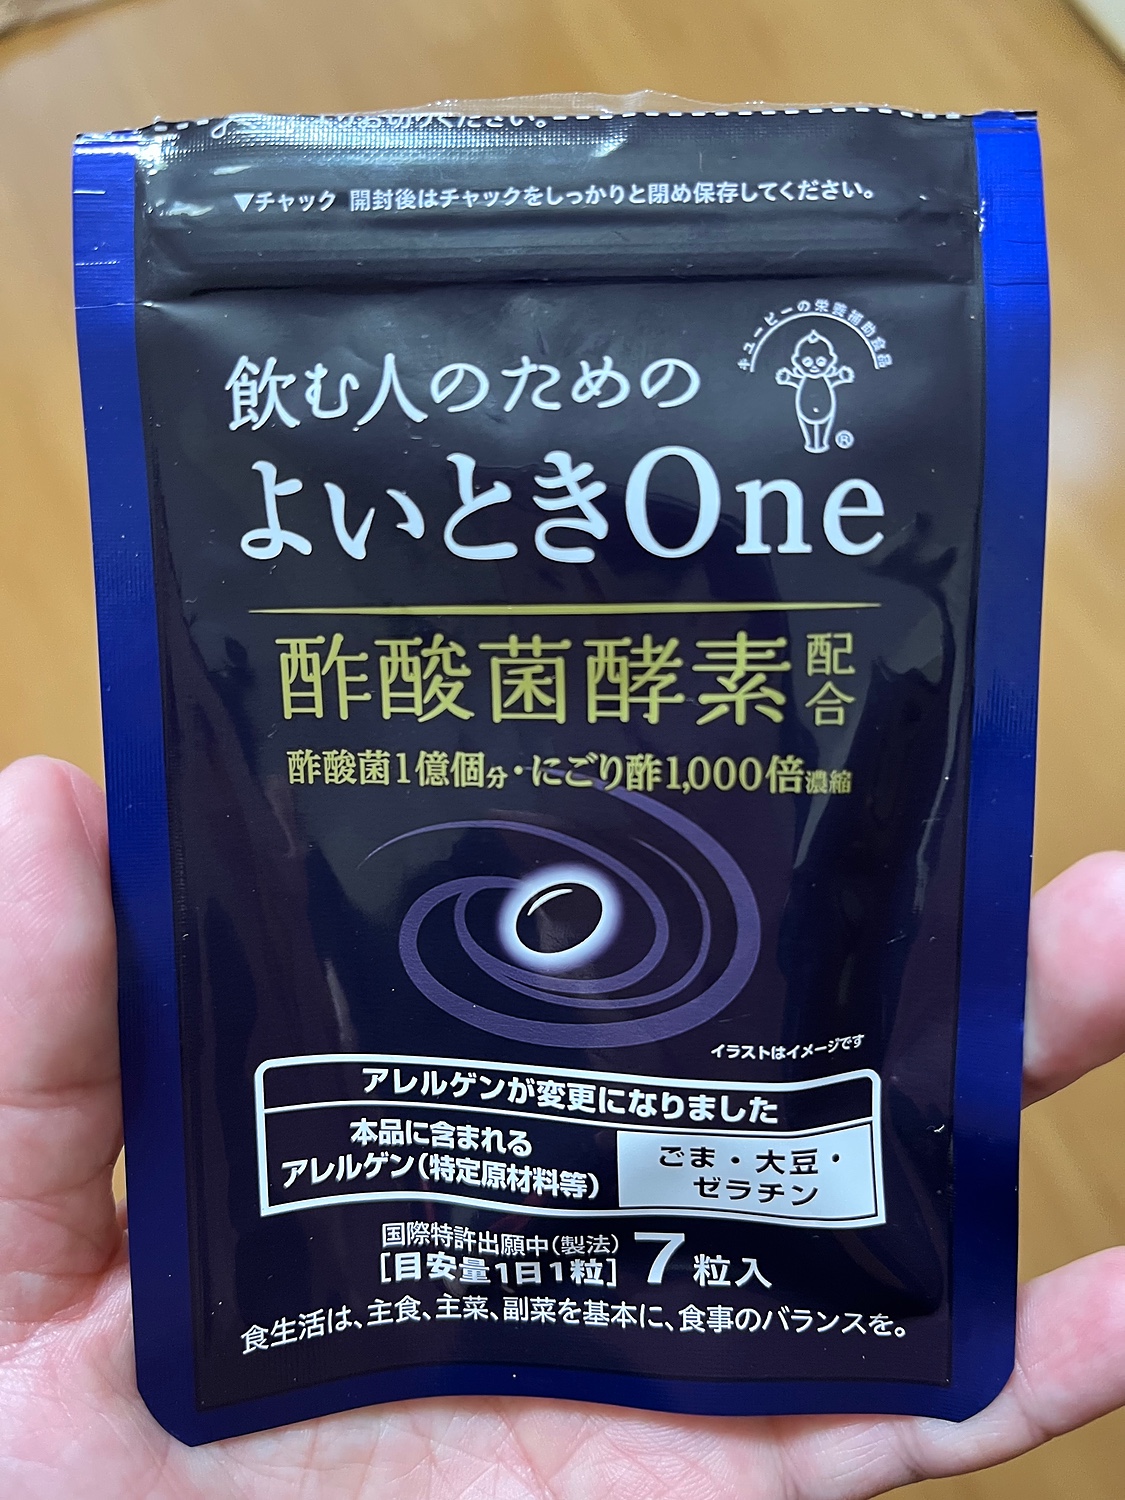 お切りください。
▼チャック 開封後はチャックをしっかりと閉め保存してください。
キユーピーの栄養補助食品
®
飲む人のための
よいときOne
酢酸菌酵素配合
酢酸菌1億個分・にごり酢1,000倍濃縮
イラストはイメージです
アレルゲンが変更になりました
本品に含まれる
アレルゲン(特定原材料等)
ごま・大豆・
ゼラチン
国際特許出願中(製法)
[目安量1日1粒] 7粒入
食生活は、主食、主菜、副菜を基本に、食事のバランスを。